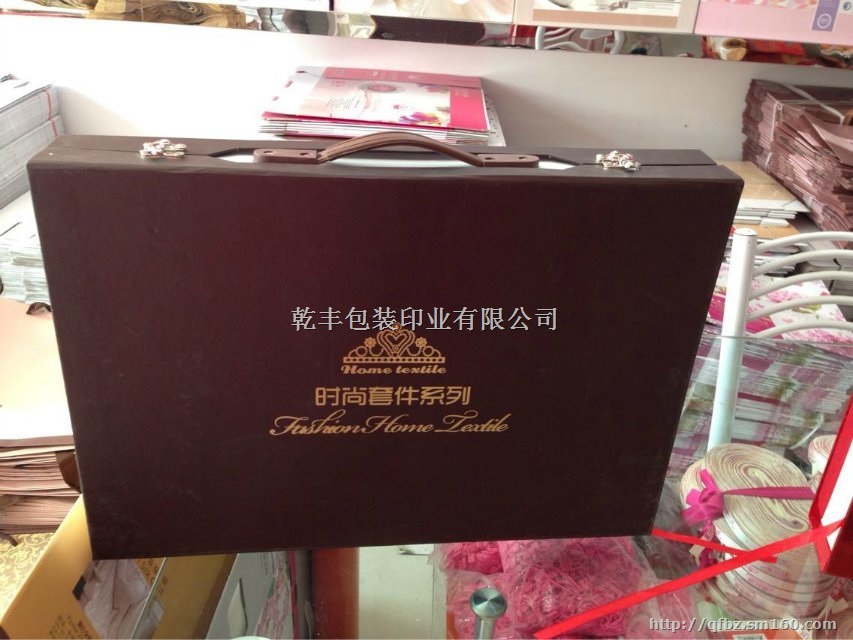 乾丰包装印业有限公司
Home textile
时尚套件系列
Fashion Home Textile
http://qfbz.sm160.com